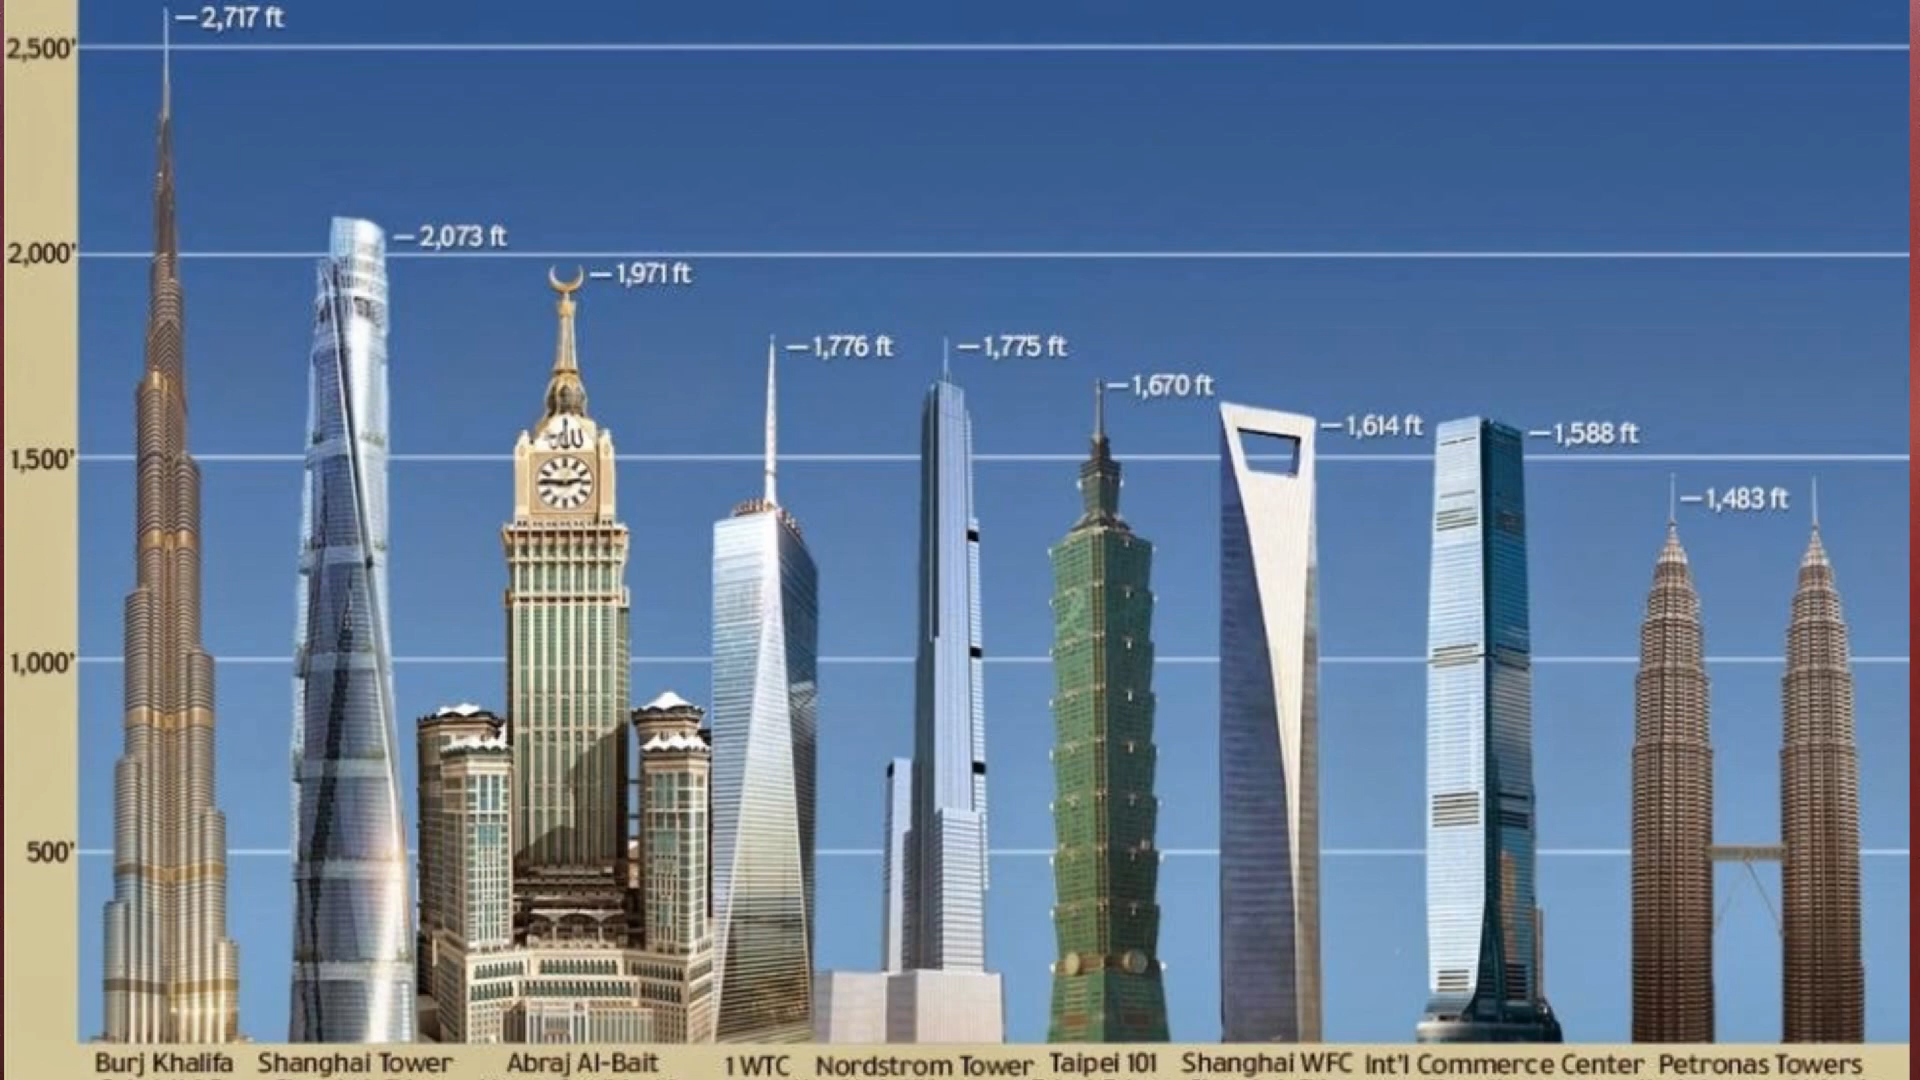 2,717 ft
2,500'
2,073 ft
2,000'
1,971 ft
1,776 ft
1,775 ft
1,670 ft
1,614 ft
1,588 ft
1,500'
1,483 ft
1,000'
500'
Burj Khalifa Shanghai Tower Abraj Al-Bait 1 WTC Nordstrom Tower Taipei 101 Shanghai WFC Int'l Commerce Center Petronas Towers